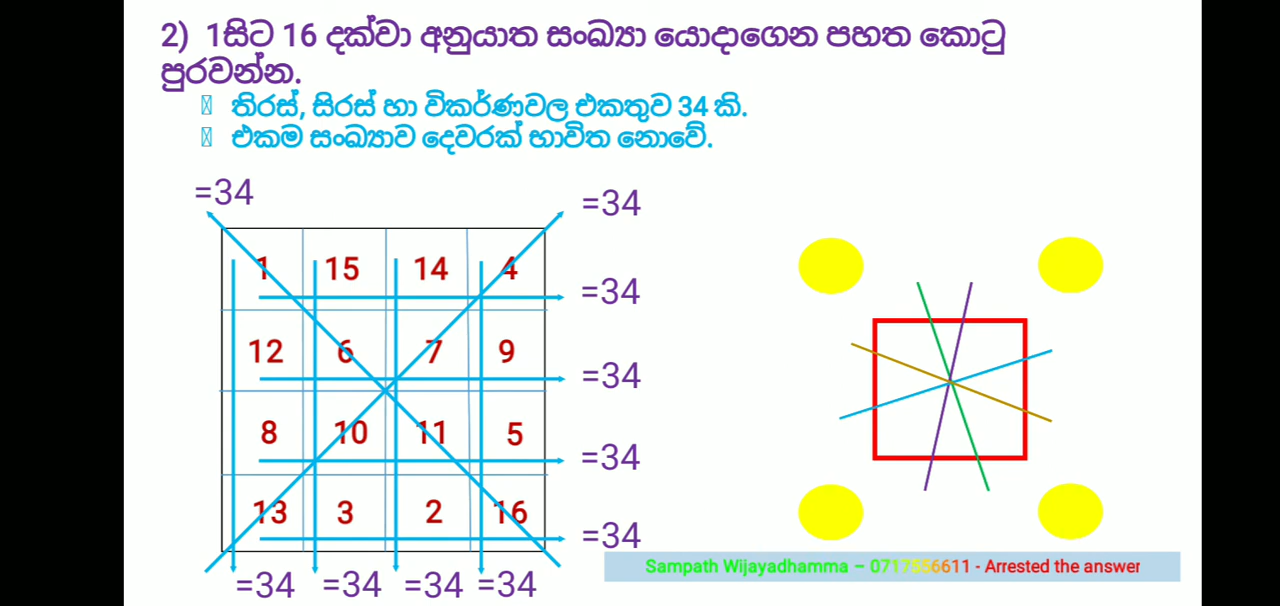 2) 1සිට 16 දක්වා අනුයාත සංඛ්‍යා යොදාගෙන පහත කොටු
පුරවන්න.
තිරස්, සිරස් හා විකර්ණවල එකතුව 34 කි.
එකම සංඛ්‍යාව දෙවරක් භාවිත නොවේ.
=34
=34
1 15 14 4
=34
12 6 7 9
=34
8 10 11 5
=34
13 3 2 16
=34
=34 =34 =34 =34
Sampath Wijayadhamma – 0717556611 - Arrested the answer